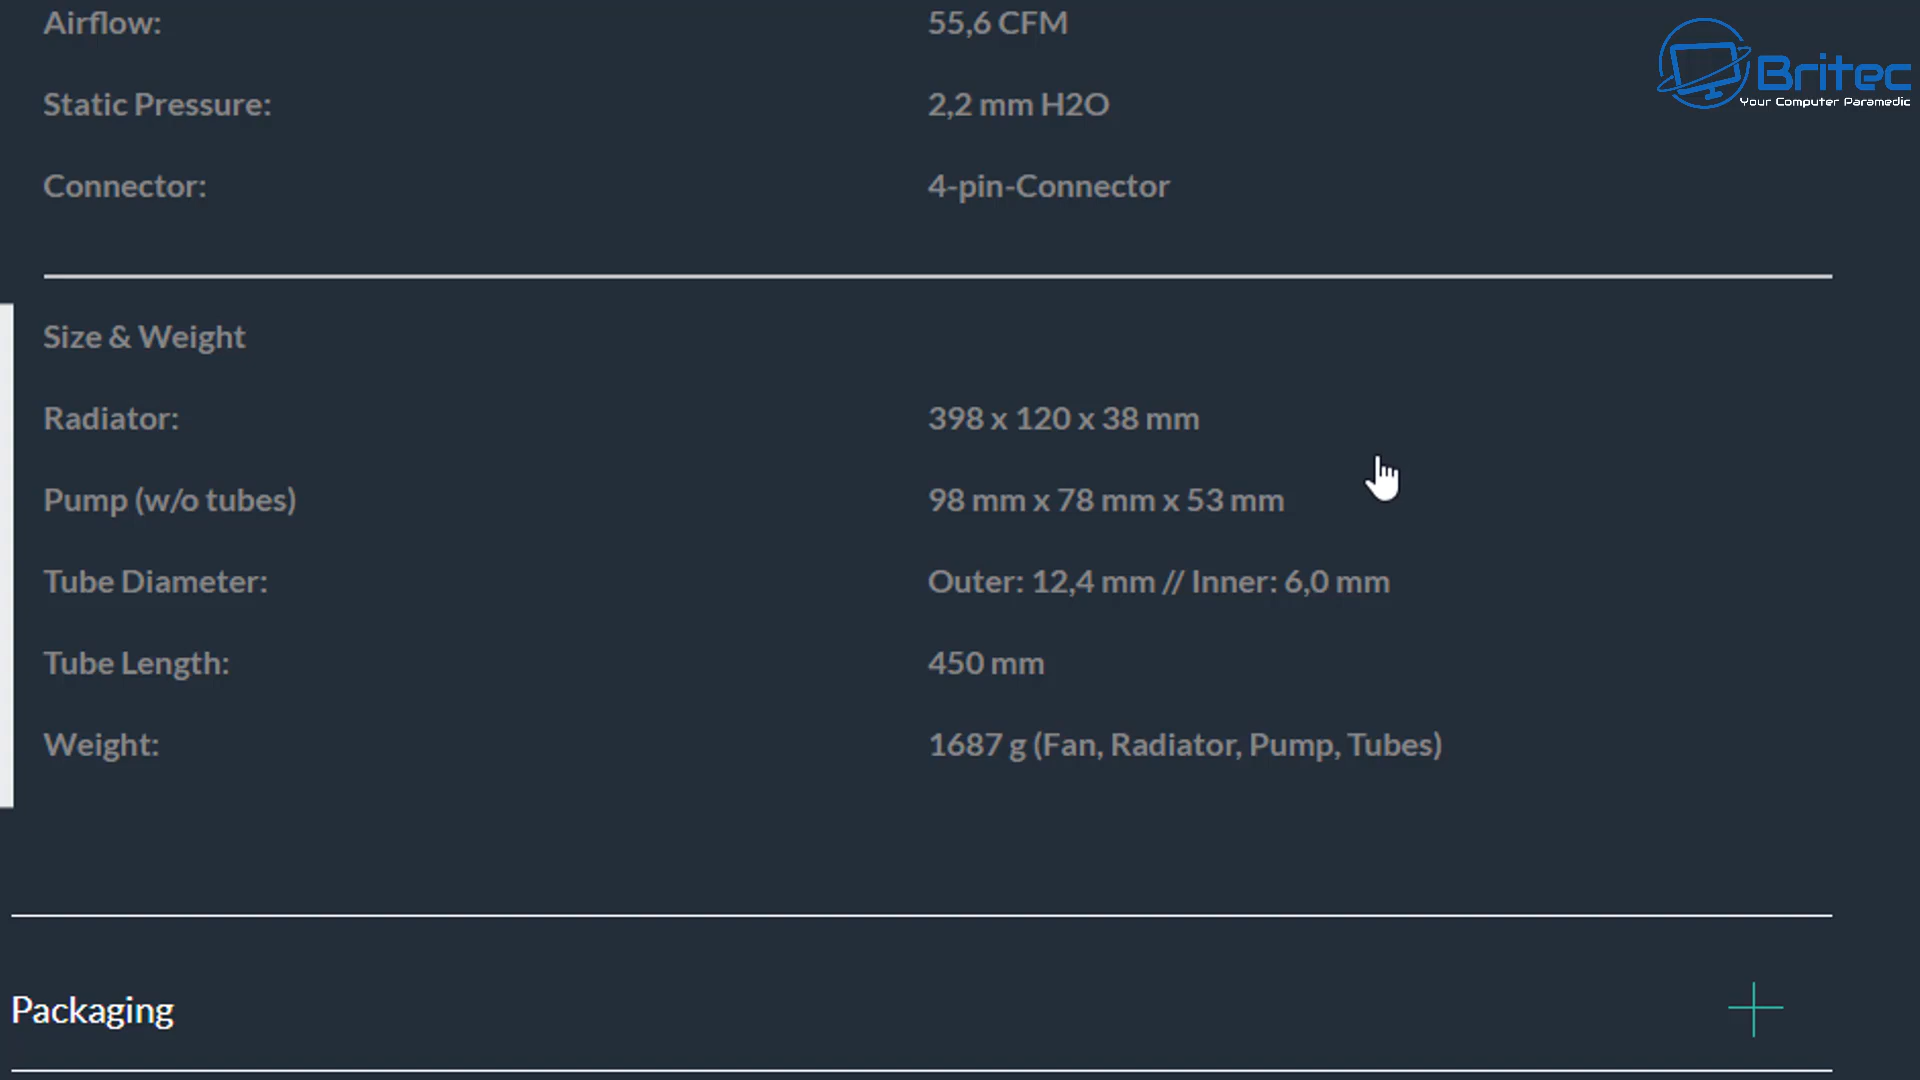 Airflow: 55,6 CFM
Britec
Your Computer Paramedic
Static Pressure: 2,2 mm H2O
Connector: 4-pin-Connector
Size & Weight
Radiator: 398 x 120 x 38 mm
Pump (w/o tubes) 98 mm x 78 mm x 53 mm
Tube Diameter: Outer: 12,4 mm // Inner: 6,0 mm
Tube Length: 450 mm
Weight: 1687 g (Fan, Radiator, Pump, Tubes)
Packaging